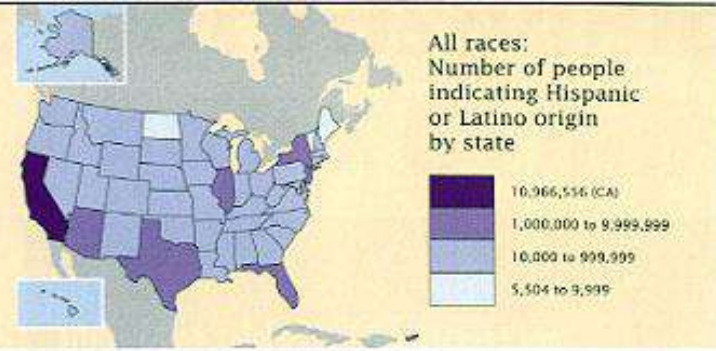 All races:
Number of people
indicating Hispanic
or Latino origin
by state
10,966,556 (CA)
1,000,000 to 9,999,999
10,000 to 999,999
5,504 to 9,999